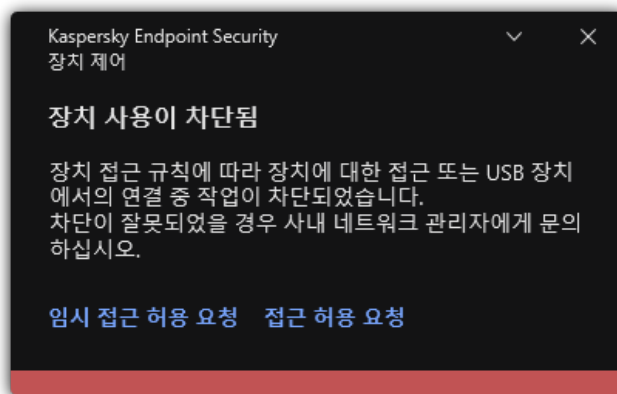 Kaspersky Endpoint Security
장치 제어
장치 사용이 차단됨
장치 접근 규칙에 따라 장치에 대한 접근 또는 USB 장치
에서의 연결 중 작업이 차단되었습니다.
차단이 잘못되었을 경우 사내 네트워크 관리자에게 문의
하십시오.
임시 접근 허용 요청 접근 허용 요청